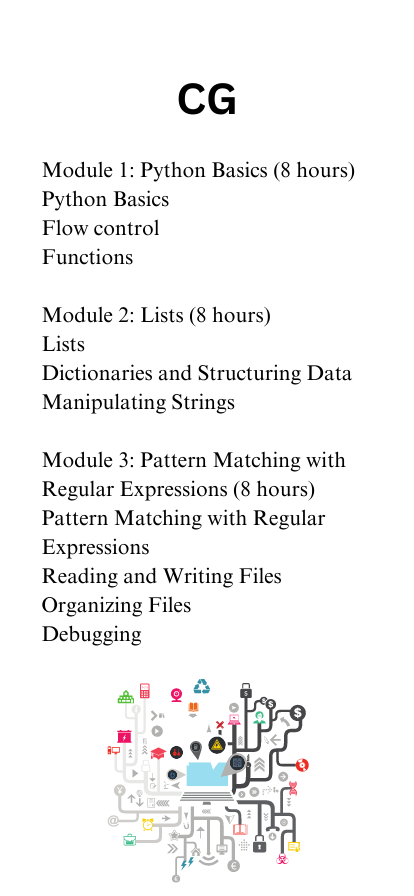 CG
Module 1: Python Basics (8 hours)
Python Basics
Flow control
Functions
Module 2: Lists (8 hours)
Lists
Dictionaries and Structuring Data
Manipulating Strings
Module 3: Pattern Matching with
Regular Expressions (8 hours)
Pattern Matching with Regular
Expressions
Reading and Writing Files
Organizing Files
Debugging